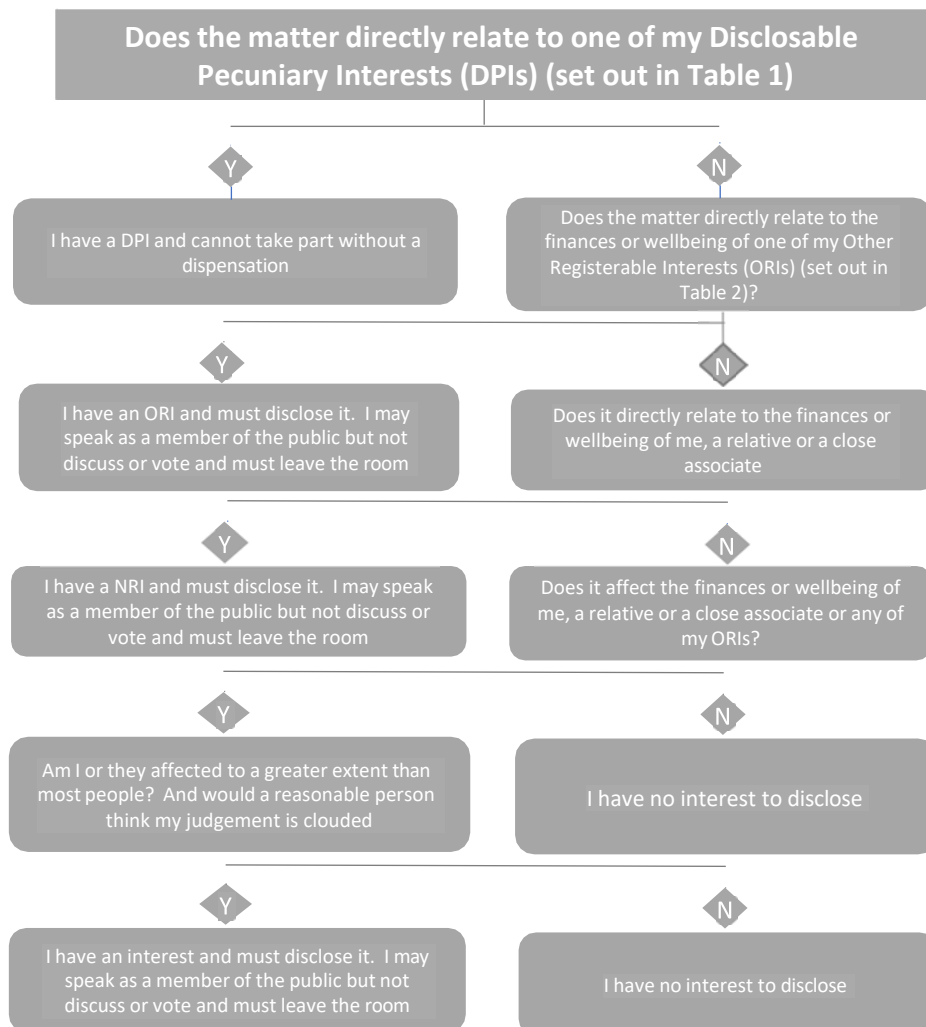 Does the matter directly relate to one of my Disclosable
Pecuniary Interests (DPIs) (set out in Table 1)
Y
N
I have a DPI and cannot take part without a
dispensation
Does the matter directly relate to the
finances or wellbeing of one of my Other
Registerable Interests (ORIs) (set out in
Table 2)?
Y
N
I have an ORI and must disclose it.  I may
speak as a member of the public but not
discuss or vote and must leave the room
Does it directly relate to the finances or
wellbeing of me, a relative or a close
associate
Y
N
I have a NRI and must disclose it.  I may speak
as a member of the public but not discuss or
vote and must leave the room
Does it affect the finances or wellbeing of
me, a relative or a close associate or any of
my ORIs?
Y
N
Am I or they affected to a greater extent than
most people?  And would a reasonable person
think my judgement is clouded
I have no interest to disclose
Y
N
I have an interest and must disclose it.  I may
speak as a member of the public but not
discuss or vote and must leave the room
I have no interest to disclose